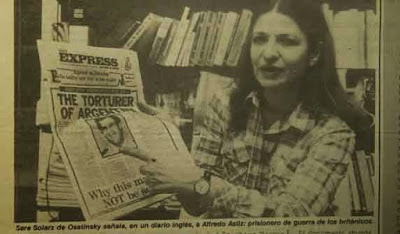 EXPRESS
THE TORTURER
OF ARGE
Why this m
NOT be
Sara Solarz de Osatinsky señala, en un diario inglés, a Alfredo Astiz: prisionero de guerra de los británicos.